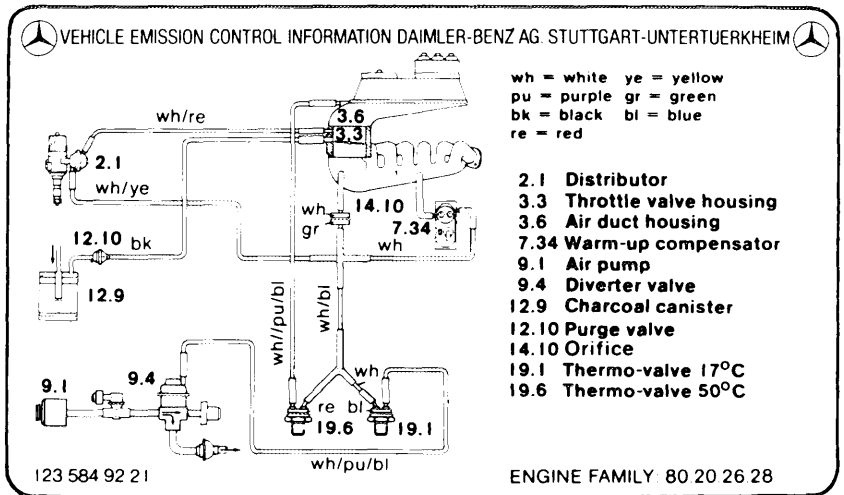 VEHICLE EMISSION CONTROL INFORMATION DAIMLER-BENZ AG. STUTTGART-UNTERTUERKHEIM
wh = white ye = yellow
pu = purple gr = green
bk = black bl = blue
re = red
wh/re
3.6
3.3
2.1
wh/ye
wh
gr
14.10
7.34
wh
12.10
bk
12.9
wh//pu/bl
wh/bl
wh
9.1
9.4
re
bl
19.6
19.1
wh/pu/bl
2.1 Distributor
3.3 Throttle valve housing
3.6 Air duct housing
7.34 Warm-up compensator
9.1 Air pump
9.4 Diverter valve
12.9 Charcoal canister
12.10 Purge valve
14.10 Orifice
19.1 Thermo-valve 17°C
19.6 Thermo-valve 50°C
123 584 92 21
ENGINE FAMILY: 80.20.26.28